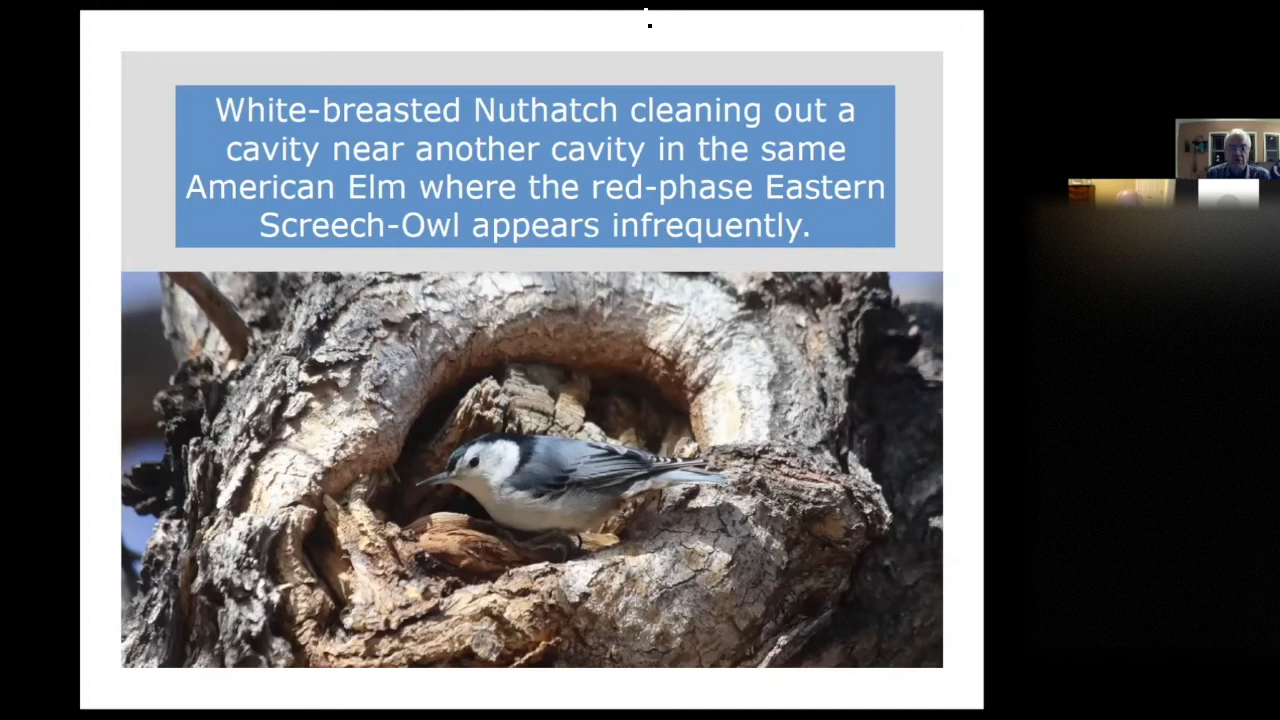 White-breasted Nuthatch cleaning out a
cavity near another cavity in the same
American Elm where the red-phase Eastern
Screech-Owl appears infrequently.